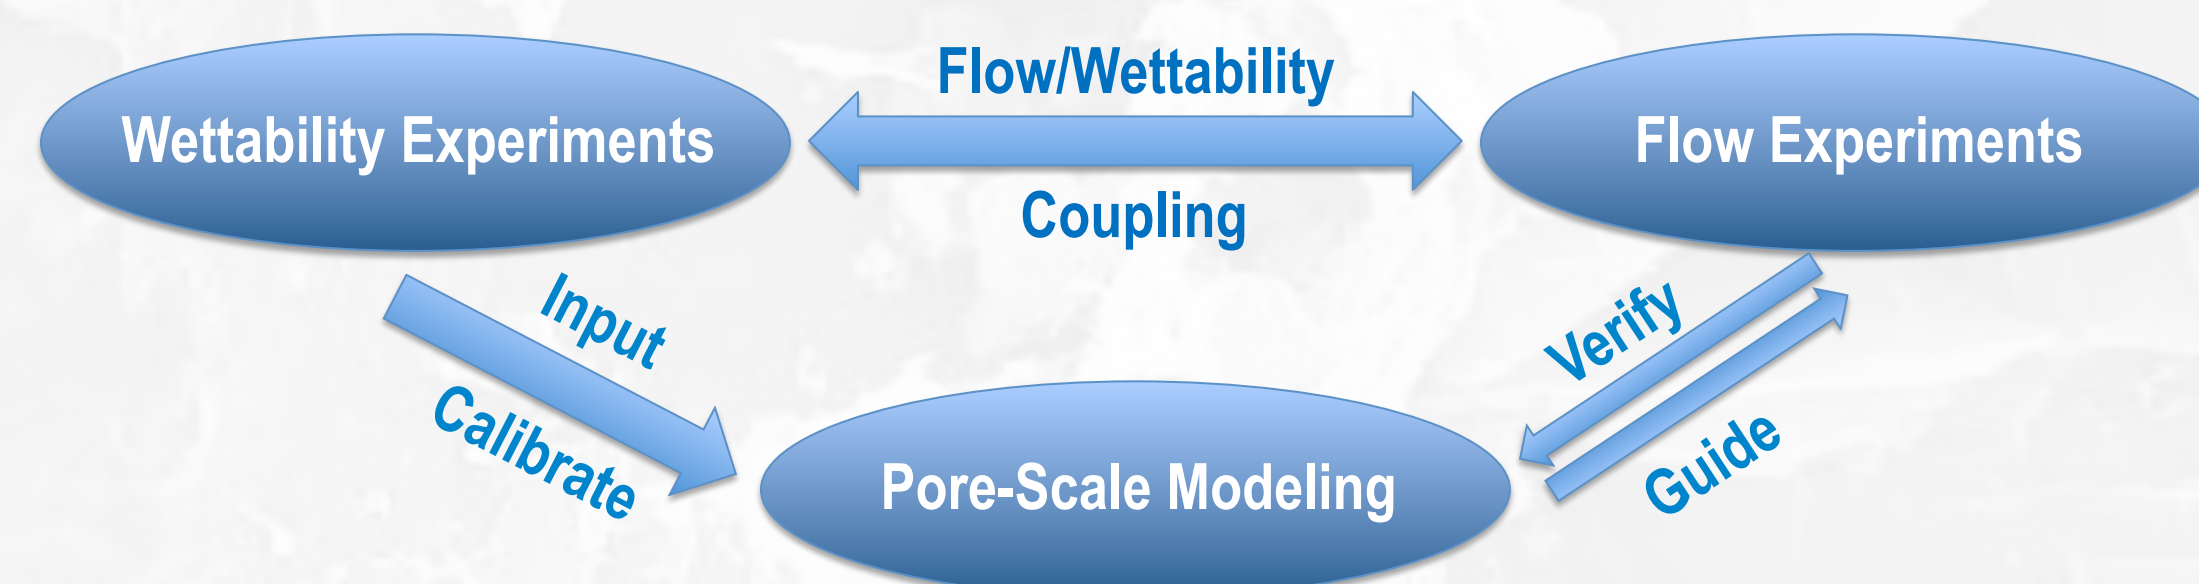 Flow/Wettability
Wettability Experiments
Flow Experiments
Coupling
Input
Verify
Calibrate
Guide
Pore-Scale Modeling